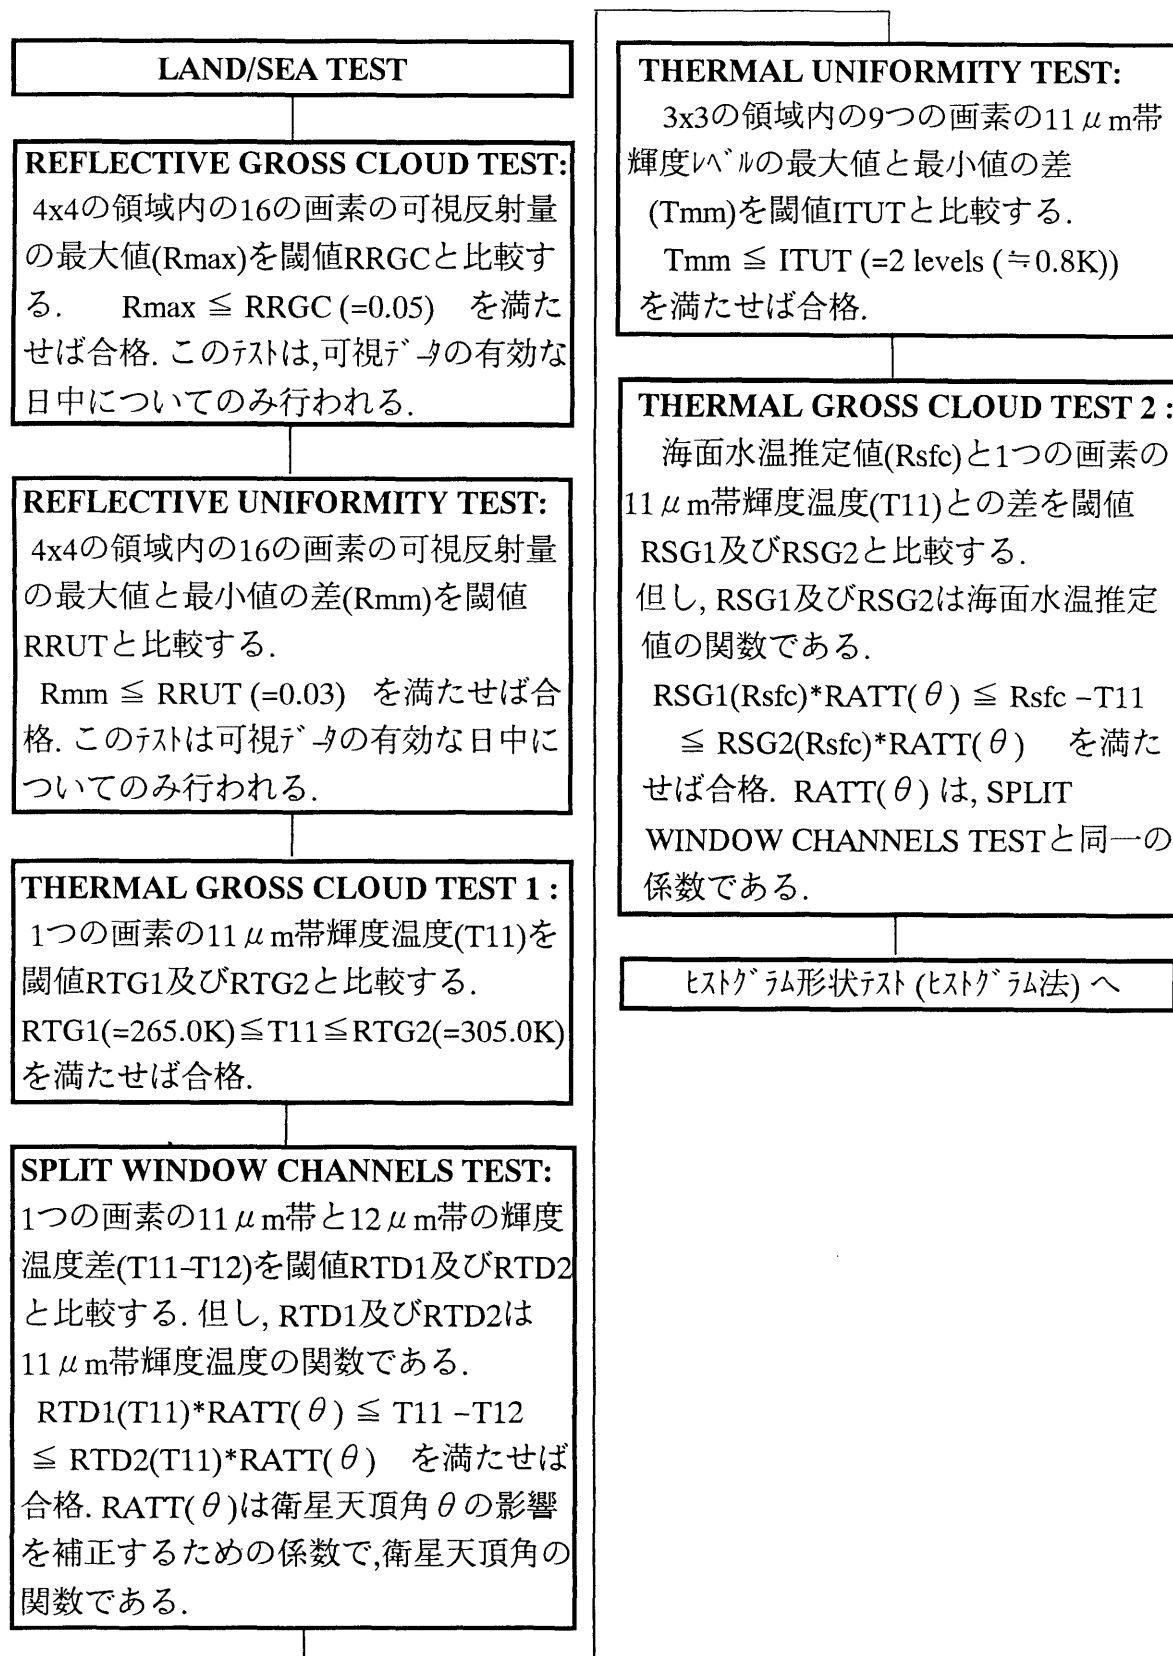 LAND/SEA TEST
REFLECTIVE GROSS CLOUD TEST:
4x4の領域内の16の画素の可視反射量
の最大値(Rmax)を閾値RRGCと比較す
る. Rmax ≦ RRGC (=0.05) を満た
せば合格. このﾃｽﾄは,可視ﾃﾞｰﾀの有効な
日中についてのみ行われる.
REFLECTIVE UNIFORMITY TEST:
4x4の領域内の16の画素の可視反射量
の最大値と最小値の差(Rmm)を閾値
RRUTと比較する.
Rmm ≦ RRUT (=0.03) を満たせば合
格. このﾃｽﾄは可視ﾃﾞｰﾀの有効な日中に
ついてのみ行われる.
THERMAL GROSS CLOUD TEST 1 :
1つの画素の11μm帯輝度温度(T11)を
閾値RTG1及びRTG2と比較する.
RTG1(=265.0K)≦T11≦RTG2(=305.0K)
を満たせば合格.
SPLIT WINDOW CHANNELS TEST:
1つの画素の11μm帯と12μm帯の輝度
温度差(T11-T12)を閾値RTD1及びRTD2
と比較する. 但し, RTD1及びRTD2は
11μm帯輝度温度の関数である.
RTD1(T11)*RATT(θ) ≦ T11 −T12
≦ RTD2(T11)*RATT(θ) を満たせば
合格. RATT(θ)は衛星天頂角θの影響
を補正するための係数で,衛星天頂角の
関数である.
THERMAL UNIFORMITY TEST:
3x3の領域内の9つの画素の11μm帯
輝度ﾚﾍﾞﾙの最大値と最小値の差
(Tmm)を閾値ITUTと比較する.
Tmm ≦ ITUT (=2 levels (≒0.8K))
を満たせば合格.
THERMAL GROSS CLOUD TEST 2 :
海面水温推定値(Rsfc)と1つの画素の
11μm帯輝度温度(T11)との差を閾値
RSG1及びRSG2と比較する.
但し, RSG1及びRSG2は海面水温推定
値の関数である.
RSG1(Rsfc)*RATT(θ) ≦ Rsfc −T11
≦ RSG2(Rsfc)*RATT(θ) を満た
せば合格. RATT(θ) は, SPLIT
WINDOW CHANNELS TESTと同一の
係数である.
ﾋｽﾄｸﾞﾗﾑ形状ﾃｽﾄ (ﾋｽﾄｸﾞﾗﾑ法) へ